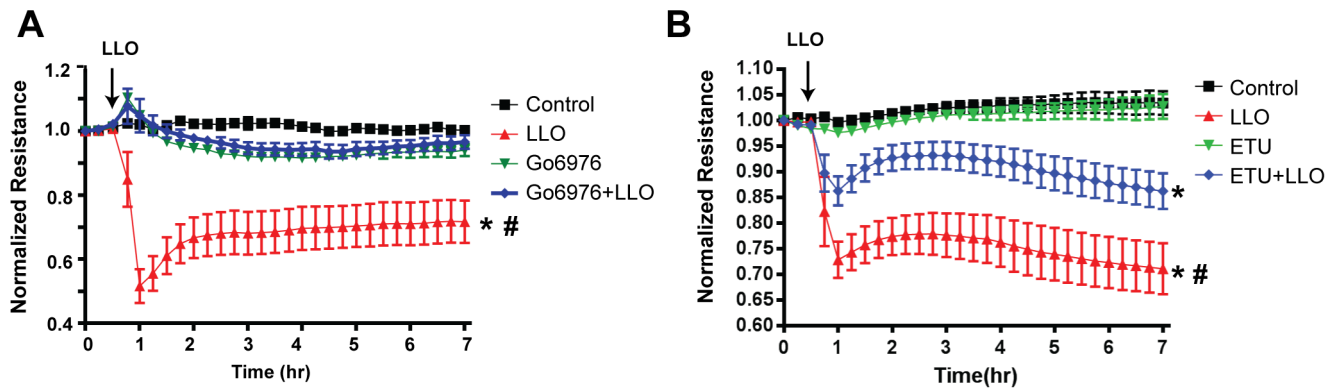 A
LLO
Normalized Resistance
1.2
1.0
0.8
0.6
0.4
0 1 2 3 4 5 6 7
Time (hr)
Control
LLO
Go6976
Go6976+LLO
* #
B
LLO
Normalized Resistance
1.10
1.05
1.00
0.95
0.90
0.85
0.80
0.75
0.70
0.65
0.60
0 1 2 3 4 5 6 7
Time(hr)
Control
LLO
ETU
ETU+LLO
*
* #